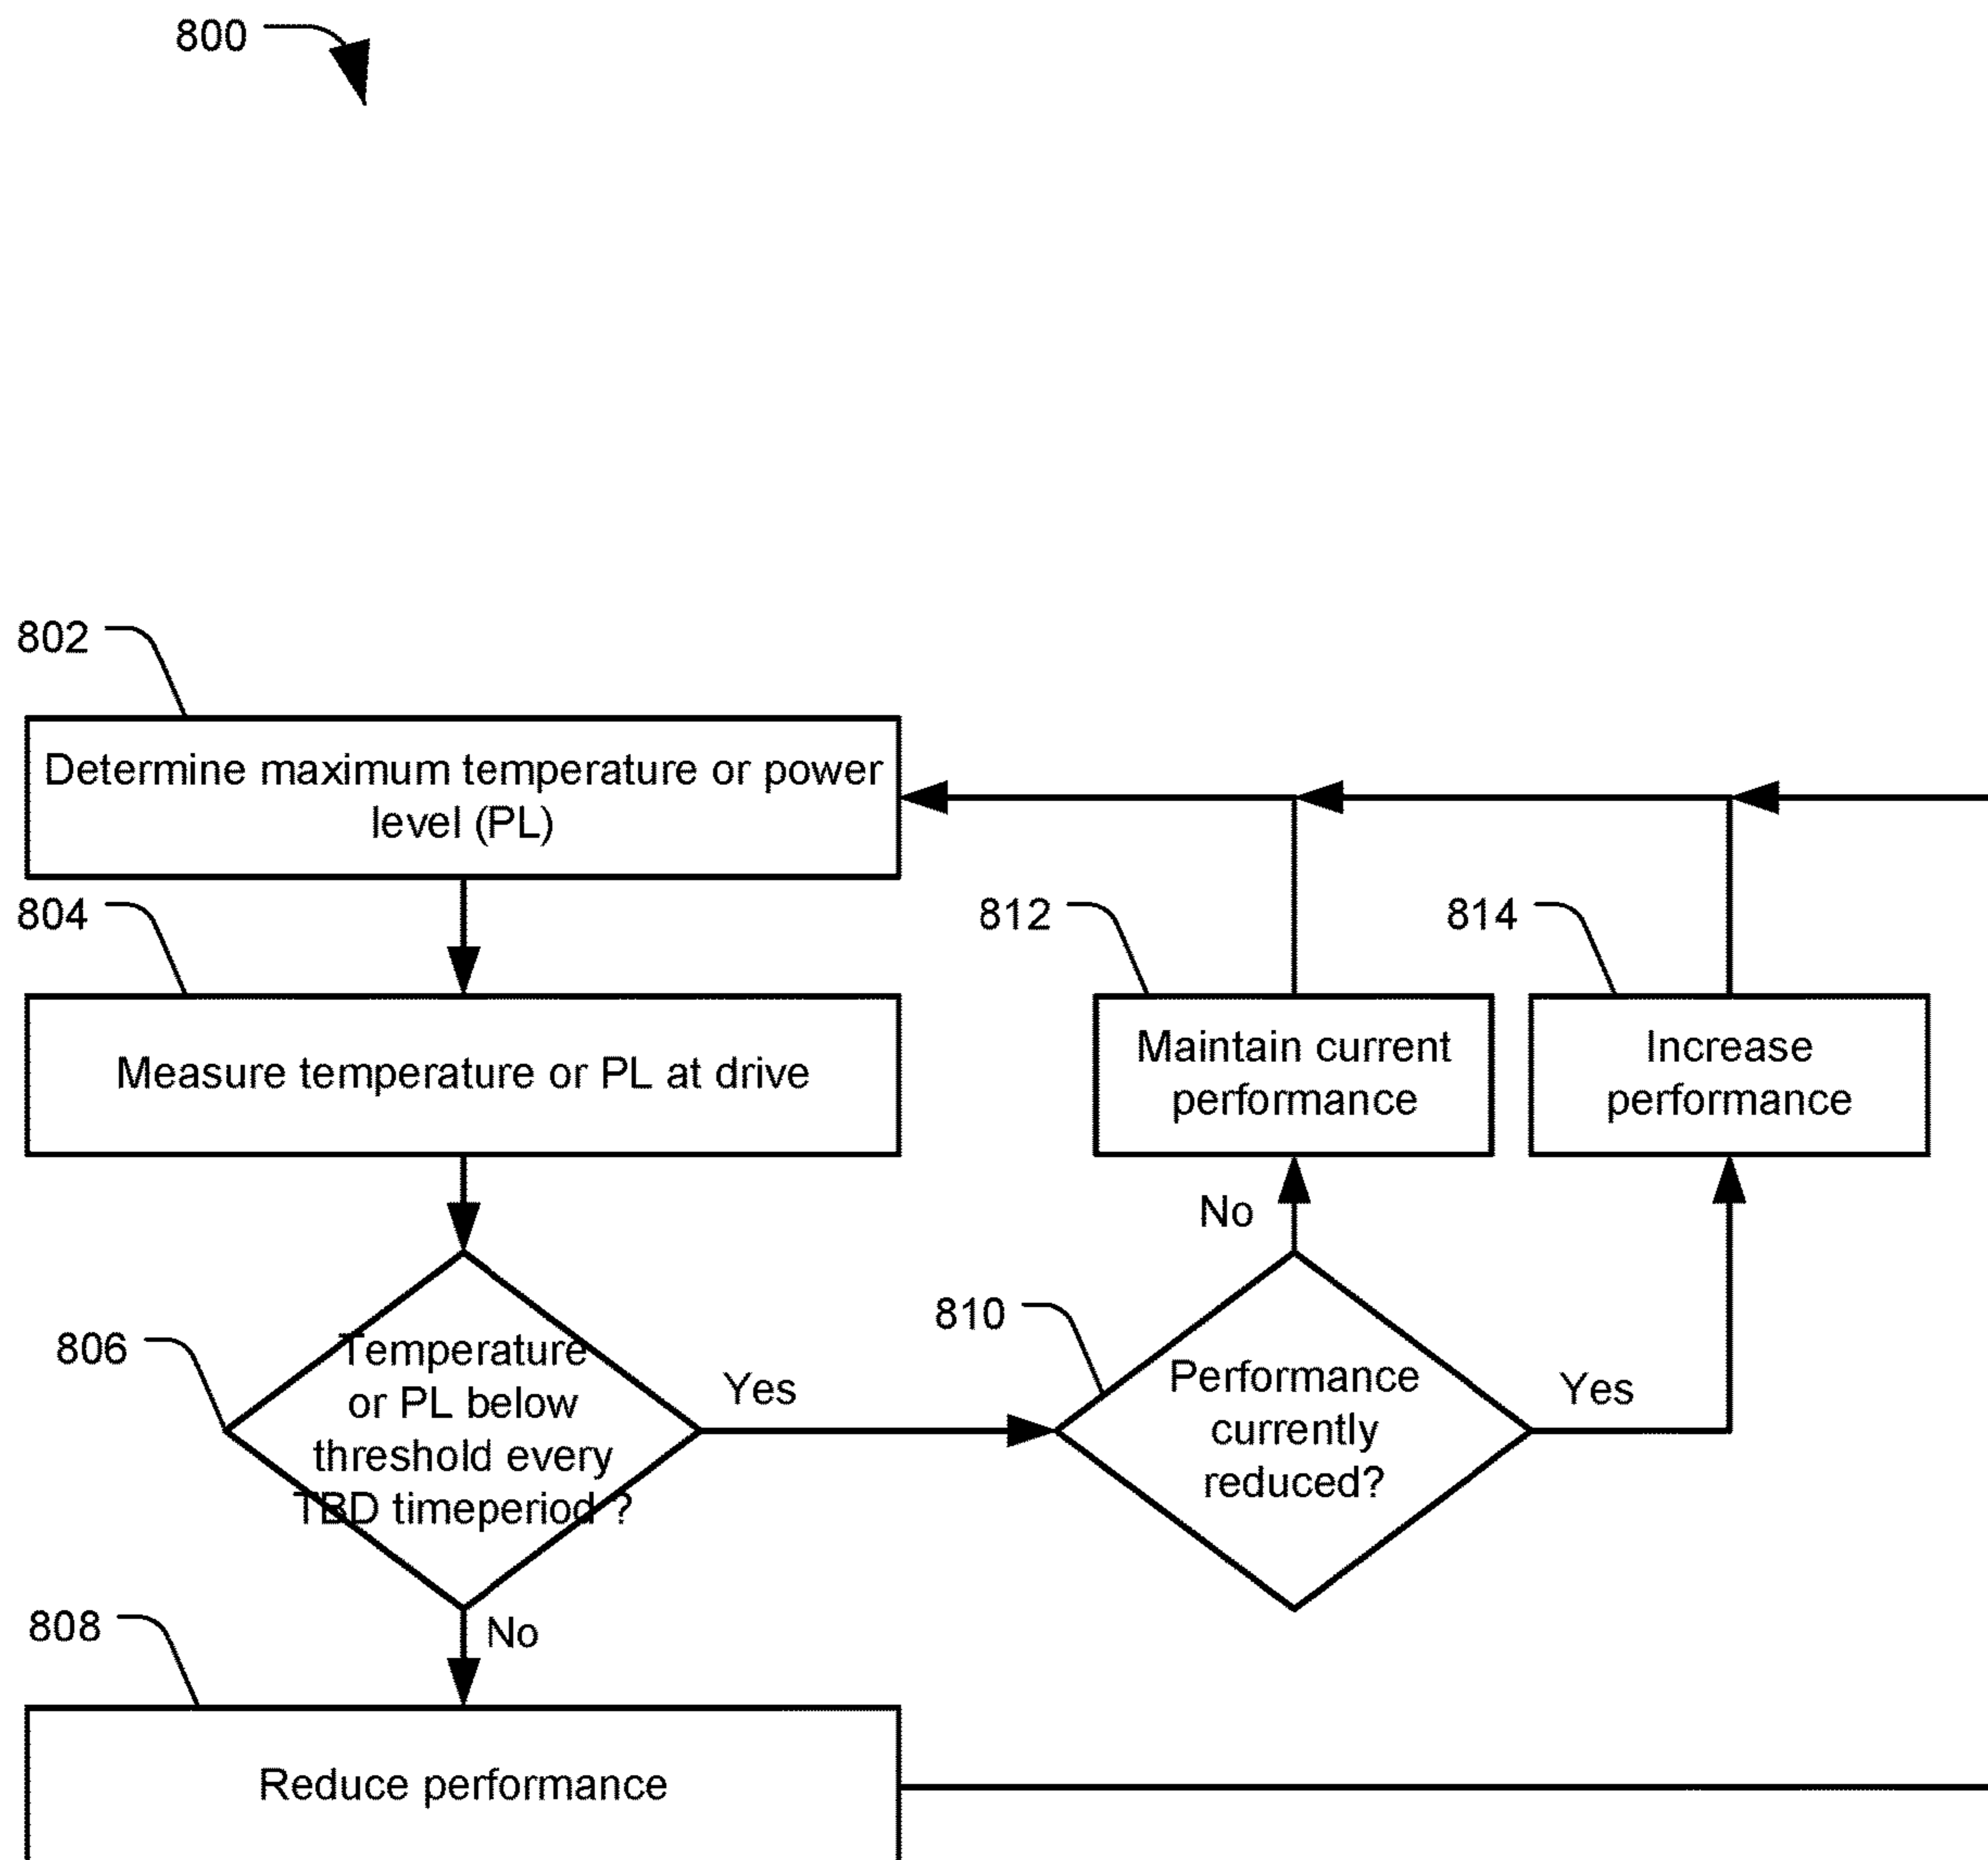 800
802
Determine maximum temperature or power
level (PL)
804
Measure temperature or PL at drive
812
Maintain current
performance
814
Increase
performance
No
806
Temperature
or PL below
threshold every
TBD timeperiod ?
Yes
810
Performance
currently
reduced?
Yes
No
808
Reduce performance